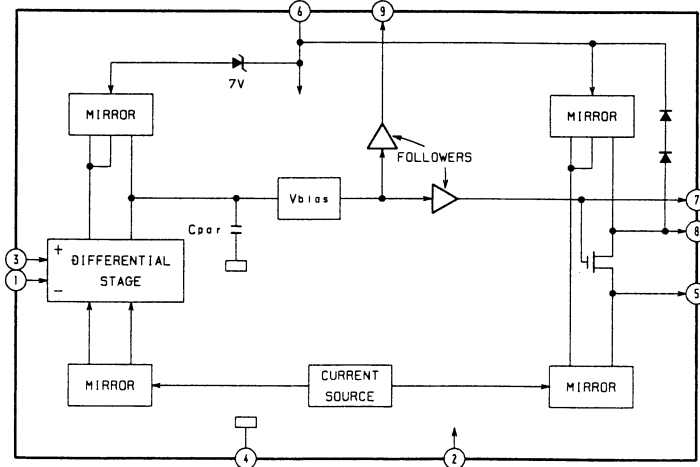 6
9
7V
MIRROR
MIRROR
FOLLOWERS
Vbias
7
Cpar
8
3
+
DIFFERENTIAL
STAGE
1
–
5
MIRROR
CURRENT
SOURCE
MIRROR
4
2